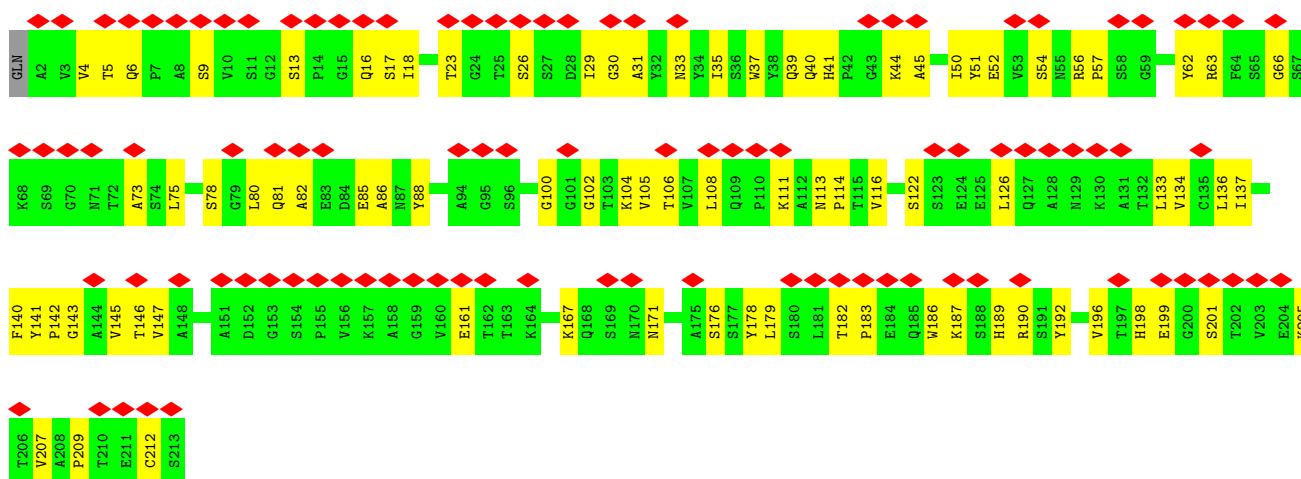 GLN A2 V3 V4 T5 Q6 P7 A8 S9 V10 S11 G12 S13 P14 G15 Q16 S17 I18 T23 G24 T25 S26 S27 D28 I29 G30 A31 Y32 N33 Y34 I35 S36 W37 Y38 Q39 Q40 H41 P42 G43 K44 A45 I50 Y51 E52 V53 S54 N55 R56 P57 S58 G59 Y62 R63 F64 S65 G66 S67
K68 S69 G70 N71 T72 A73 S74 L75 S78 G79 L80 Q81 A82 E83 D84 E85 A86 N87 Y88 A94 G95 S96 G100 G101 G102 T103 K104 V105 T106 V107 L108 Q109 P110 K111 A112 N113 P114 T115 V116 S122 S123 E124 E125 L126 Q127 A128 N129 K130 A131 T132 L133 V134 C135 L136 I137
F140 Y141 P142 G143 A144 V145 T146 V147 A148 A151 D152 G153 S154 P155 V156 K157 A158 G159 V160 E161 T162 T163 K164 K167 Q168 S169 N170 N171 A175 S176 S177 Y178 L179 S180 L181 T182 P183 E184 Q185 W186 K187 S188 H189 R190 S191 Y192 V196 T197 H198 E199 G200 S201 T202 V203 E204
T206 V207 A208 P209 T210 E211 C212 S213